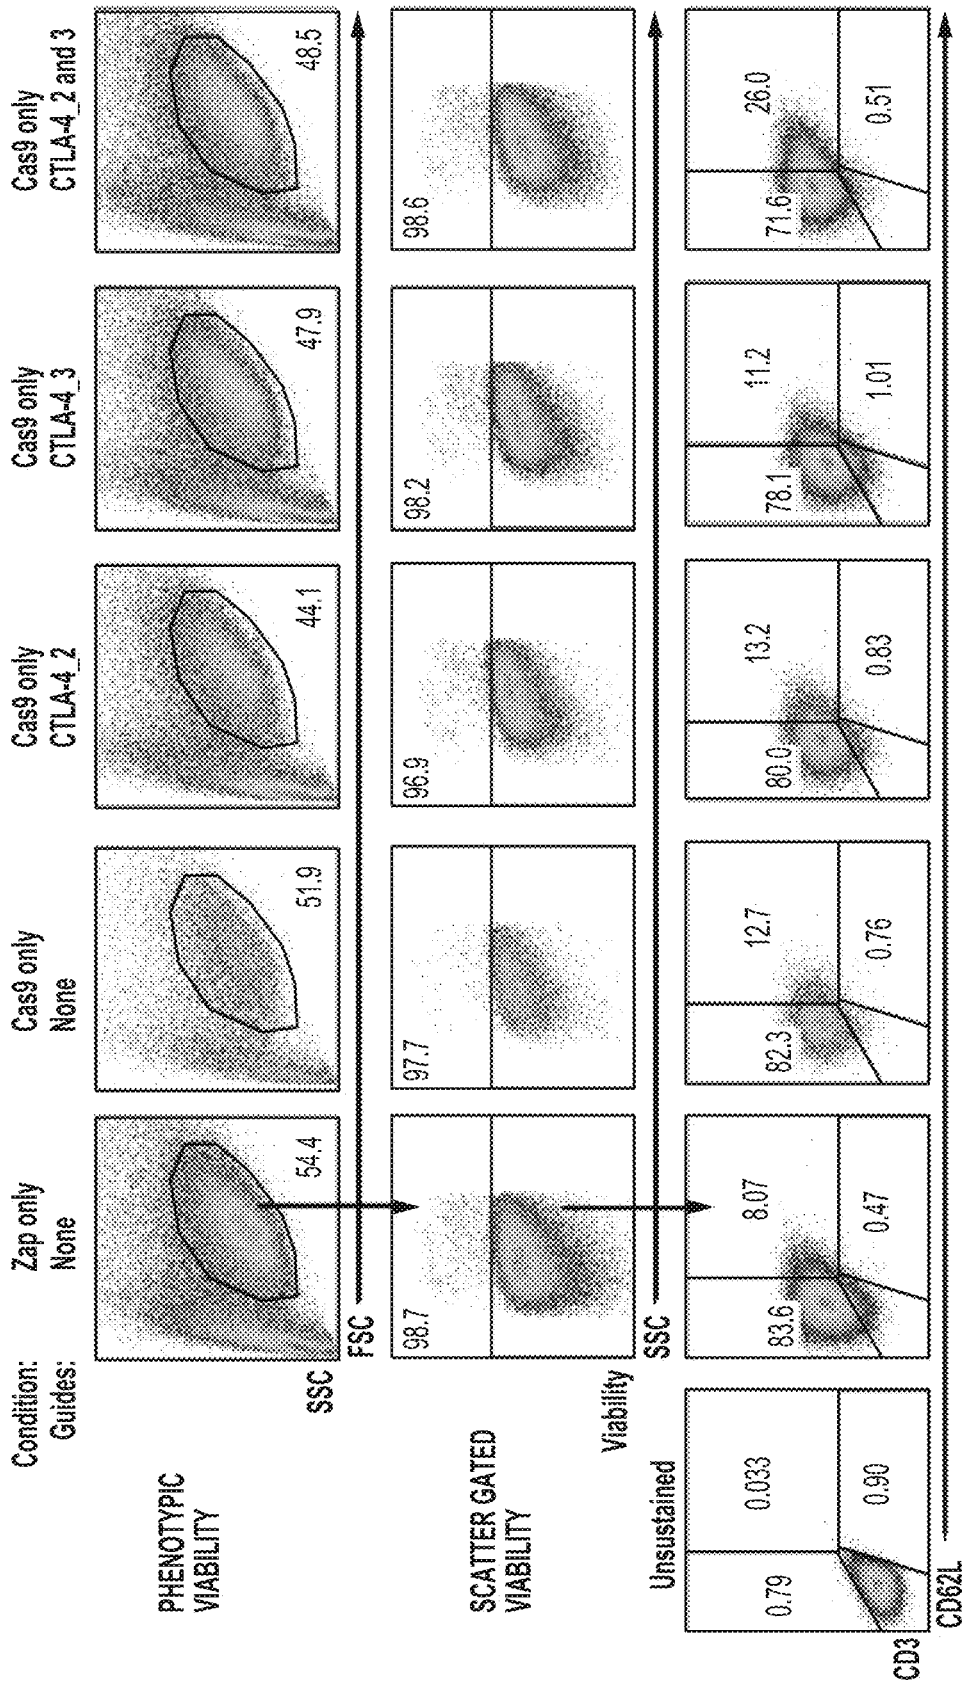 Condition: Zap only Cas9 only Cas9 only Cas9 only Cas9 only
Guides: None None CTLA-4_2 CTLA-4_3 CTLA-4_2 and 3
PHENOTYPIC
VIABILITY
54.4 51.9 44.1 47.9 48.5
SSC
FSC
98.7 97.7 96.9 98.2 98.6
SCATTER GATED
VIABILITY
Viability
SSC
Unsustained
0.79 0.033 83.6 8.07 82.3 12.7 80.0 13.2 78.1 11.2 71.6 26.0
0.90 0.47 0.76 0.83 1.01 0.51
CD3
CD62L